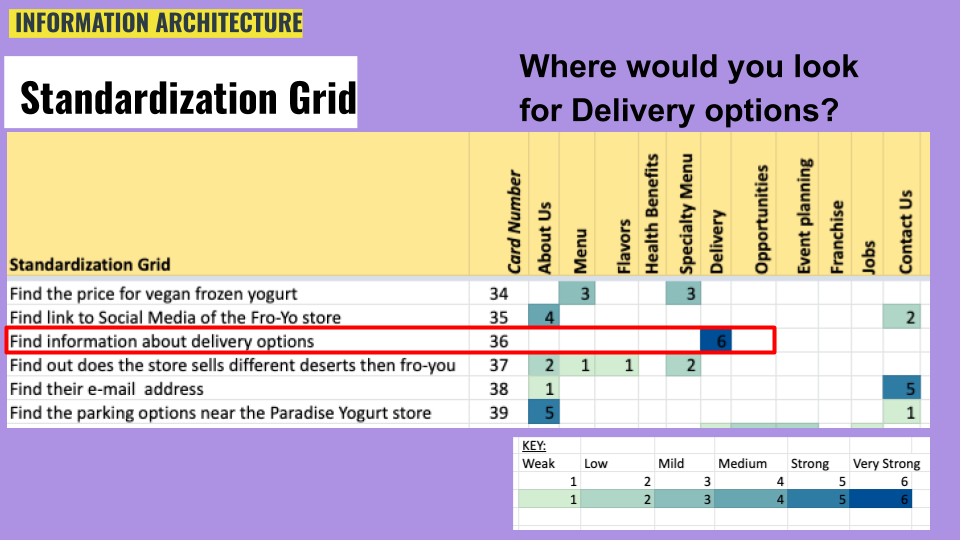 INFORMATION ARCHITECTURE
Standardization Grid
Where would you look
for Delivery options?
Standardization Grid Card Number About Us Menu Flavors Health Benefits Specialty Menu Delivery Opportunities Event planning Franchise Jobs Contact Us
Find the price for vegan frozen yogurt 34 3 3
Find link to Social Media of the Fro-Yo store 35 4 2
Find information about delivery options 36 6
Find out does the store sells different deserts then fro-you 37 2 1 1 2
Find their e-mail address 38 1 5
Find the parking options near the Paradise Yogurt store 39 5 1
KEY:
Weak Low Mild Medium Strong Very Strong
1 2 3 4 5 6
1 2 3 4 5 6